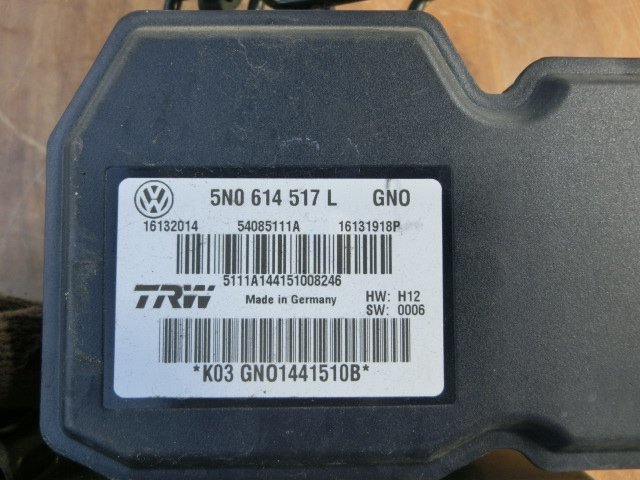 5N0 614 517 L GNO
16132014 54085111A 16131918P
5111A144151008246
TRW Made in Germany HW: H12
SW: 0006
*K03 GNO1441510B*